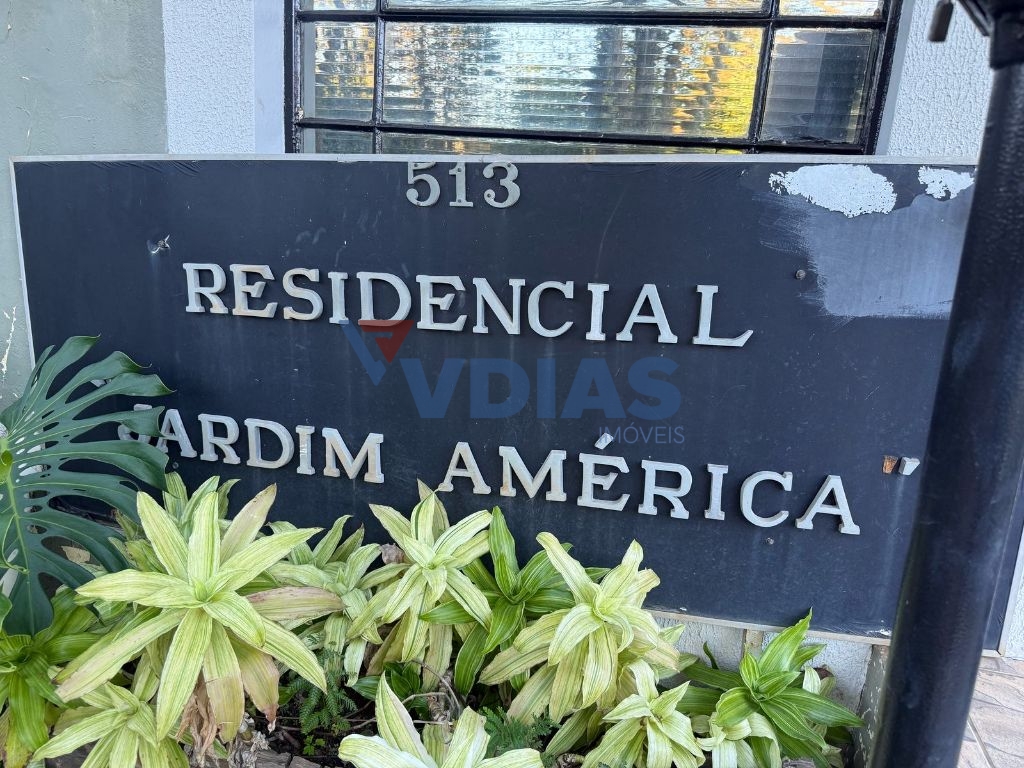 513
RESIDENCIAL
VDIAS
IMÓVEIS
JARDIM AMÉRICA